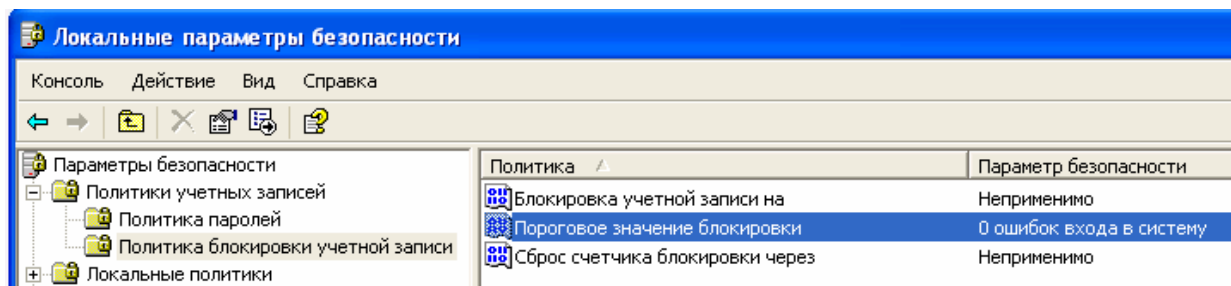 Локальные параметры безопасности
Консоль Действие Вид Справка
Параметры безопасности
Политики учетных записей
Политика паролей
Политика блокировки учетной записи
Локальные политики
Политика Параметр безопасности
Блокировка учетной записи на Неприменимо
Пороговое значение блокировки 0 ошибок входа в систему
Сброс счетчика блокировки через Неприменимо